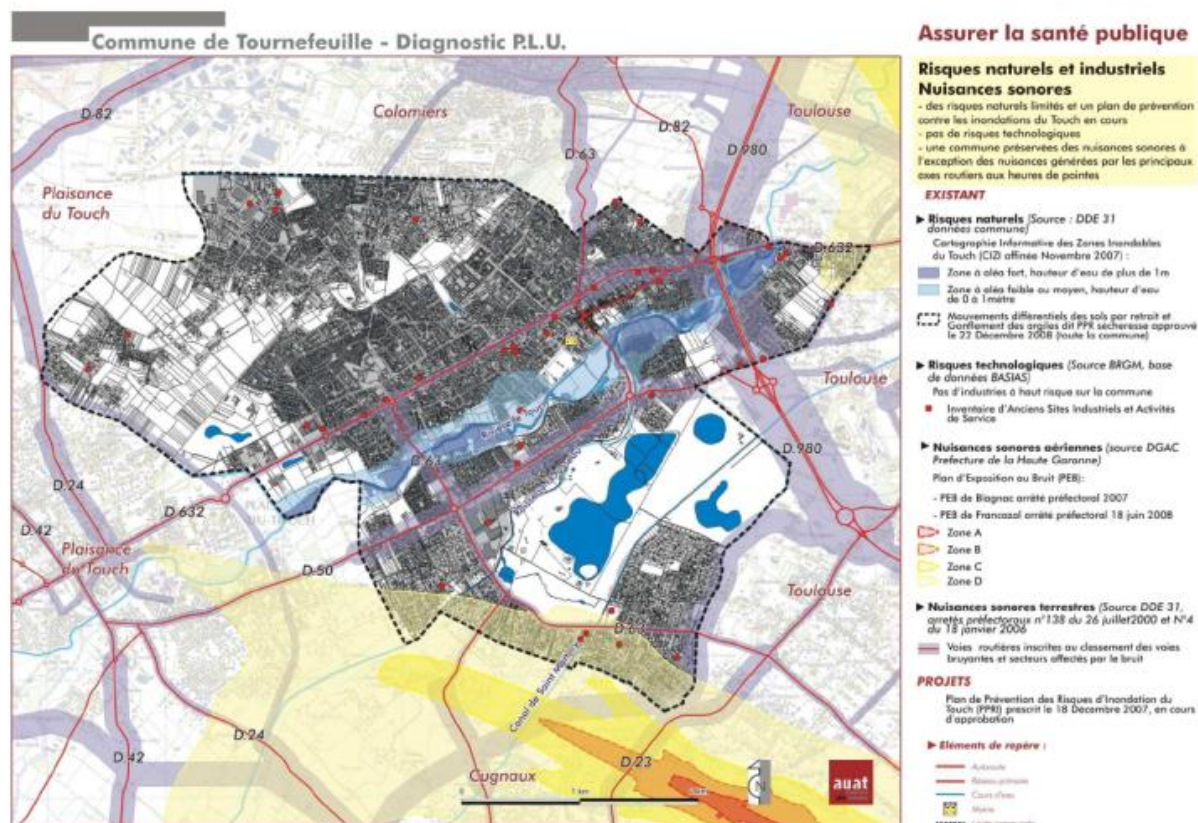 Commune de Tournefeuille - Diagnostic P.L.U.
D.82
Colomiers
Toulouse
D.82
D.63
D 980
Plaisance
du Touch
D.632
Toulouse
D.980
D.24
D 632
D.42
Plaisance
du Touch
D.50
Toulouse
Canal de Saint Martory
D.24
D.42
D.23
Cugnaux
0
1 km
auat
Assurer la santé publique
Risques naturels et industriels
Nuisances sonores
- des risques naturels limités et un plan de prévention
contre les inondations du Touch en cours
- pas de risques technologiques
- une commune préservées des nuisances sonores à
l'exception des nuisances générées par les principaux
axes routiers aux heures de pointes
EXISTANT
Risques naturels (Source : DDE 31
données commune)
Cartographie Informative des Zones Inondables
du Touch (CIZI affinée Novembre 2007) :
Zone à aléa fort, hauteur d'eau de plus de 1m
Zone à aléa faible ou moyen, hauteur d'eau
de 0 à 1mètre
Mouvements différentiels des sols par retrait et
Gonflement des argiles dit PPR sécheresse approuvé
le 22 Décembre 2008 (toute la commune)
Risques technologiques (Source BRGM, base
de données BASIAS)
Pas d'industries à haut risque sur la commune
Inventaire d'Anciens Sites Industriels et Activités
de Service
Nuisances sonores aériennes (source DGAC
Prefecture de la Haute Garonne)
Plan d'Exposition au Bruit (PEB):
- PEB de Blagnac arrêté préfectoral 2007
- PEB de Francazal arrêté préfectoral 18 juin 2008
Zone A
Zone B
Zone C
Zone D
Nuisances sonores terrestres (Source DDE 31,
arretés préfectoraux n°138 du 26 juillet2000 et N°4
du 18 janvier 2006
Voies routières inscrites au classement des voies
bruyantes et secteurs affectés par le bruit
PROJETS
Plan de Prévention des Risques d'Inondation du
Touch (PPRI) prescrit le 18 Décembre 2007, en cours
d'approbation
Eléments de repère :
Autoroute
Réseau primaire
Cours d'eau
Mairie